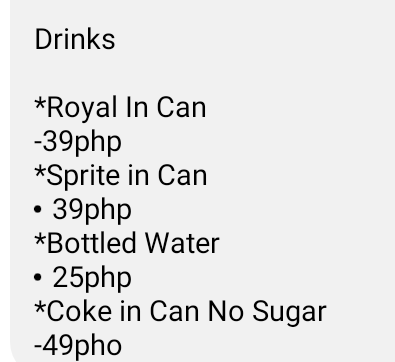 Drinks
*Royal In Can
-39php
*Sprite in Can
• 39php
*Bottled Water
• 25php
*Coke in Can No Sugar
-49pho